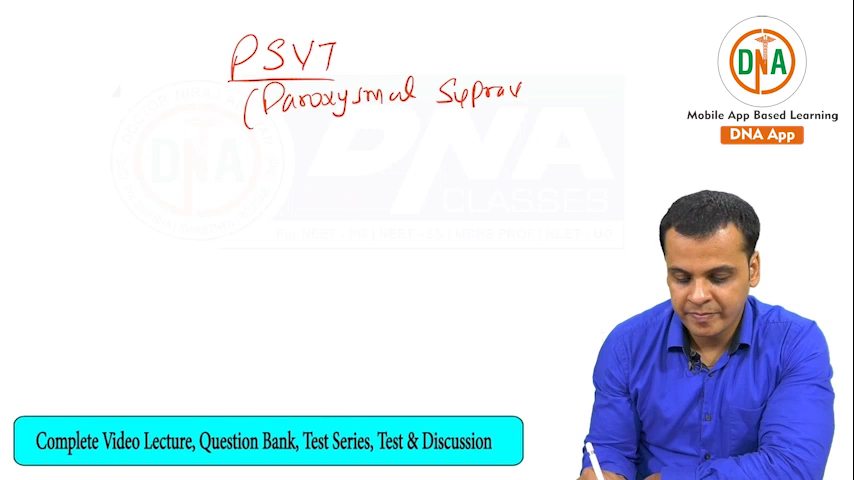 PSVT
(Paroxysmal Suprav
DNA
Mobile App Based Learning
DNA App
DNA
DNA
CLASSES
Complete Video Lecture, Question Bank, Test Series, Test & Discussion